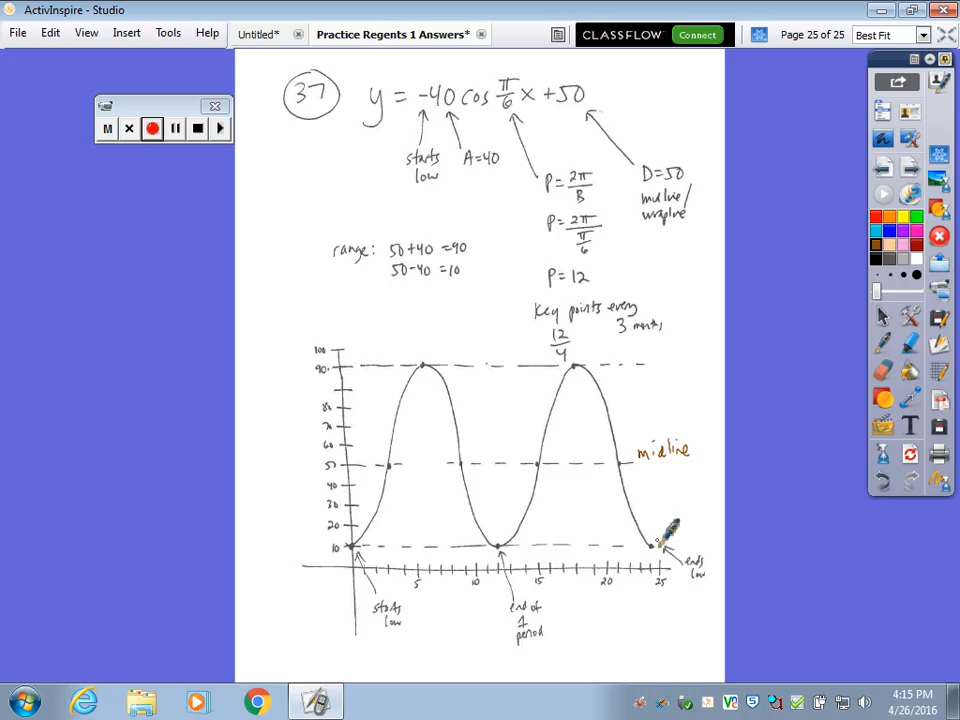 ActivInspire - Studio
File Edit View Insert Tools Help
Untitled*
Practice Regents 1 Answers*
CLASSFLOW Connect
Page 25 of 25
Best Fit
M
37
y = -40 cos π/6 x +50
starts low
A=40
P = 2π/B
P = 2π/(π/6)
P = 12
D=50
midline/
range: 50+40 =90
50-40 =10
Key points every
12/4
3 months
100
90
80
70
60
50
40
30
20
10
midline
5
10
15
20
25
starts low
end of
1
period
ends low
T
4:15 PM
4/26/2016